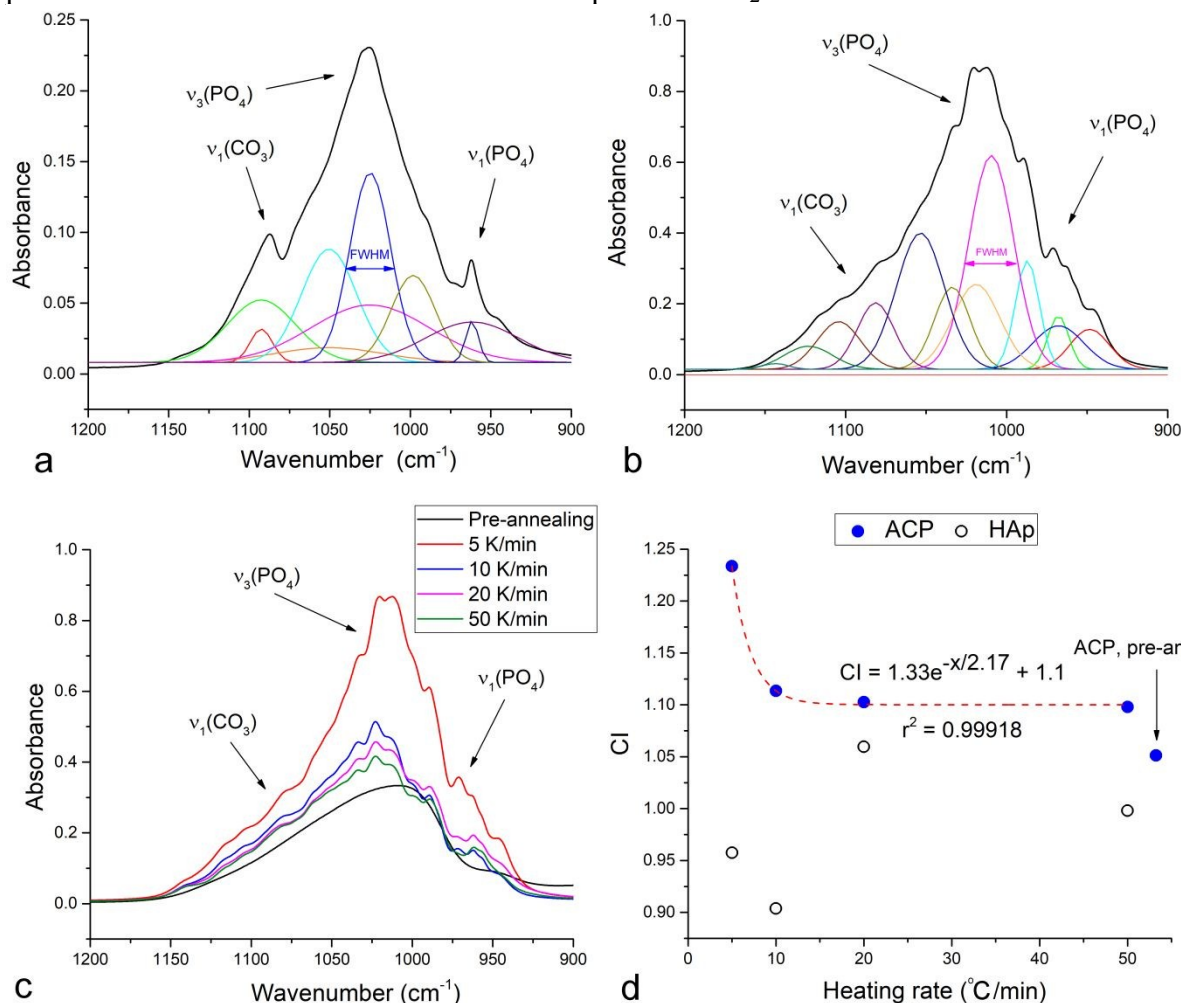 0.25
0.20
0.15
0.10
0.05
0.00
ν₃(PO₄)
ν₁(CO₃)
ν₁(PO₄)
FWHM
Absorbance
1200 1150 1100 1050 1000 950 900
Wavenumber (cm⁻¹)
a
1.0
0.8
0.6
0.4
0.2
0.0
ν₃(PO₄)
ν₁(PO₄)
ν₁(CO₃)
FWHM
Absorbance
1200 1100 1000 900
Wavenumber (cm⁻¹)
b
Pre-annealing
5 K/min
10 K/min
20 K/min
50 K/min
1.0
0.8
0.6
0.4
0.2
0.0
ν₃(PO₄)
ν₁(PO₄)
ν₁(CO₃)
Absorbance
1200 1150 1100 1050 1000 950 900
Wavenumber (cm⁻¹)
c
ACP HAp
1.25
1.20
1.15
1.10
1.05
1.00
0.95
0.90
ACP, pre-an
CI = 1.33e⁻ˣ/²·¹⁷ + 1.1
r² = 0.99918
CI
0 10 20 30 40 50
Heating rate (°C/min)
d